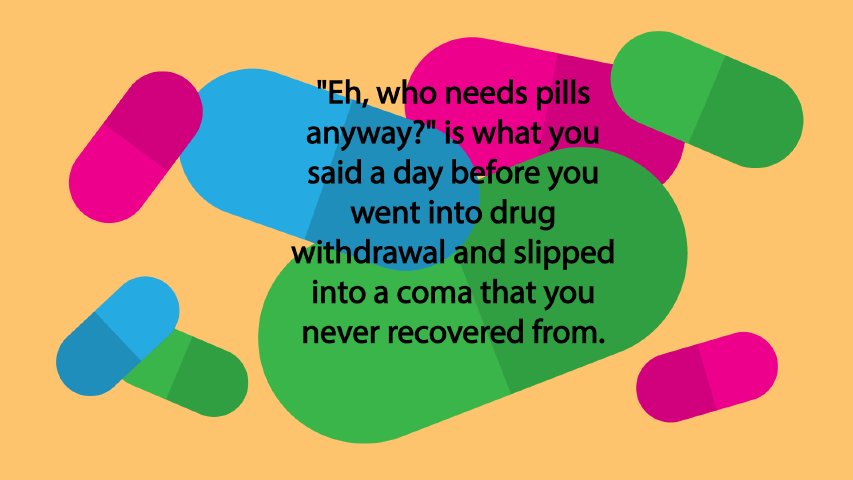 "Eh, who needs pills
anyway?" is what you
said a day before you
went into drug
withdrawal and slipped
into a coma that you
never recovered from.